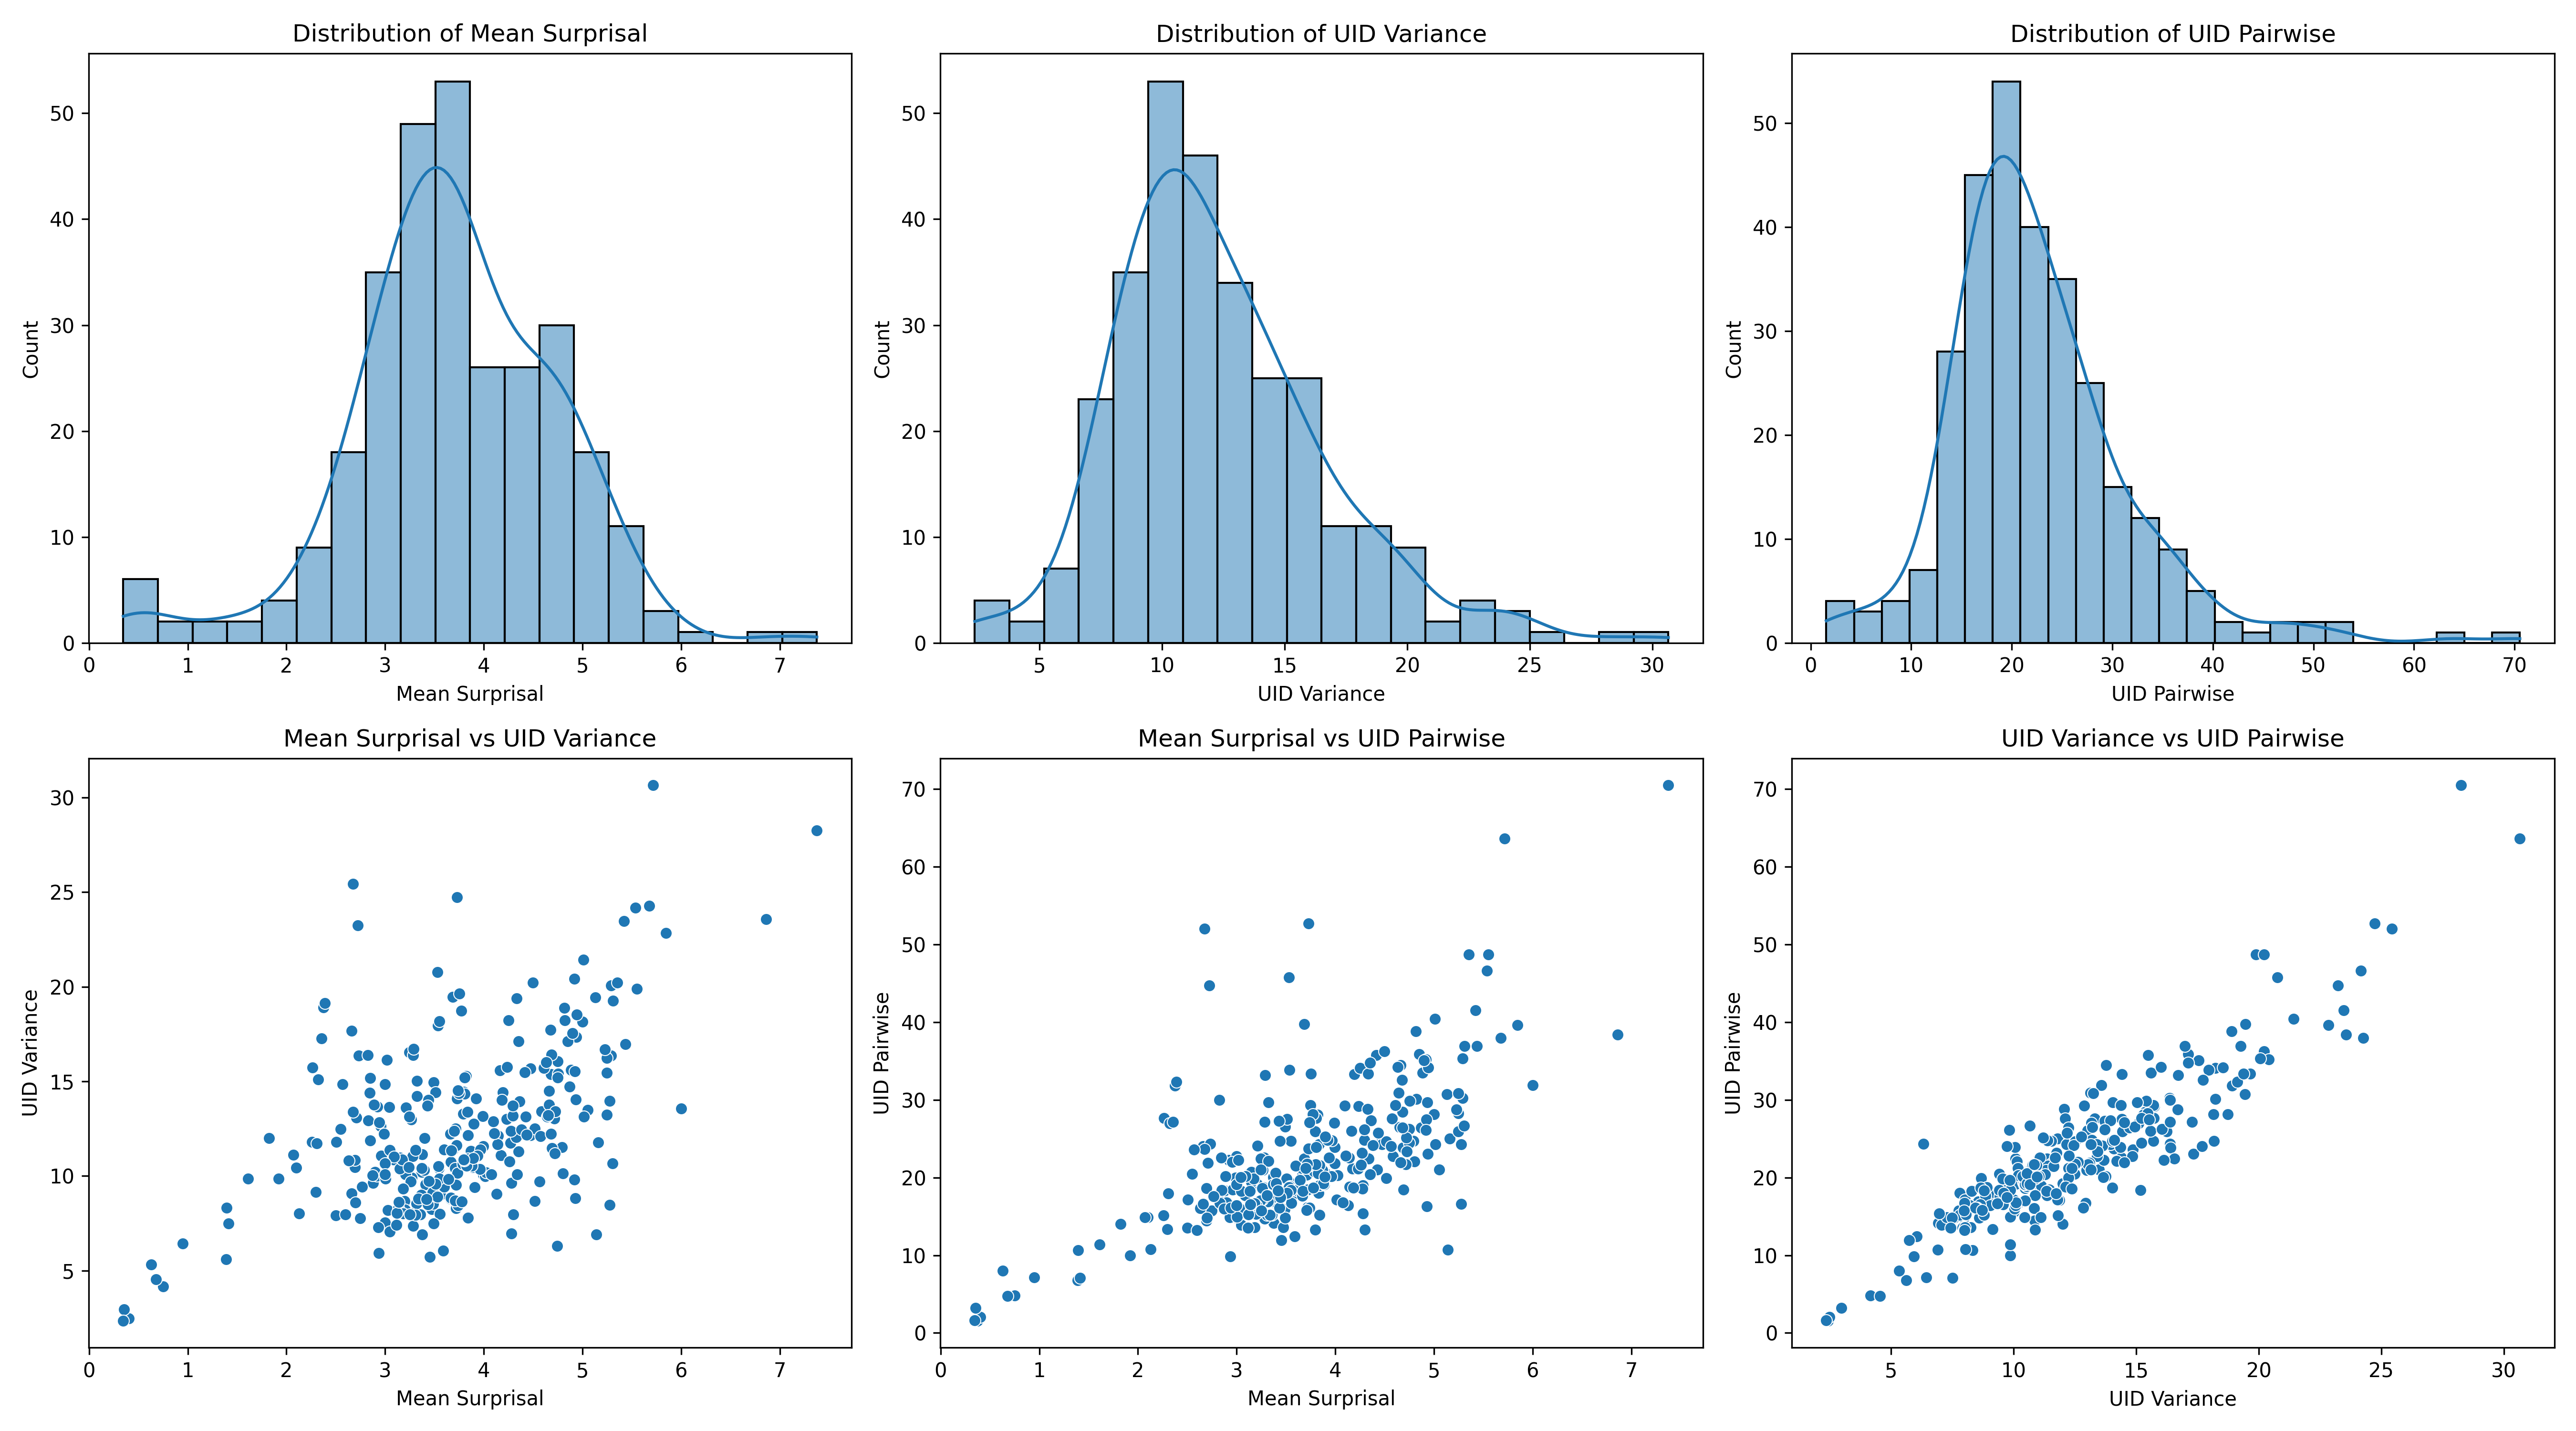 Distribution of Mean Surprisal
50
40
30
20
10
0
Count
0 1 2 3 4 5 6 7
Mean Surprisal
Distribution of UID Variance
50
40
30
20
10
0
Count
5 10 15 20 25 30
UID Variance
Distribution of UID Pairwise
50
40
30
20
10
0
Count
0 10 20 30 40 50 60 70
UID Pairwise
Mean Surprisal vs UID Variance
30
25
20
15
10
5
UID Variance
0 1 2 3 4 5 6 7
Mean Surprisal
Mean Surprisal vs UID Pairwise
70
60
50
40
30
20
10
0
UID Pairwise
0 1 2 3 4 5 6 7
Mean Surprisal
UID Variance vs UID Pairwise
70
60
50
40
30
20
10
0
UID Pairwise
5 10 15 20 25 30
UID Variance